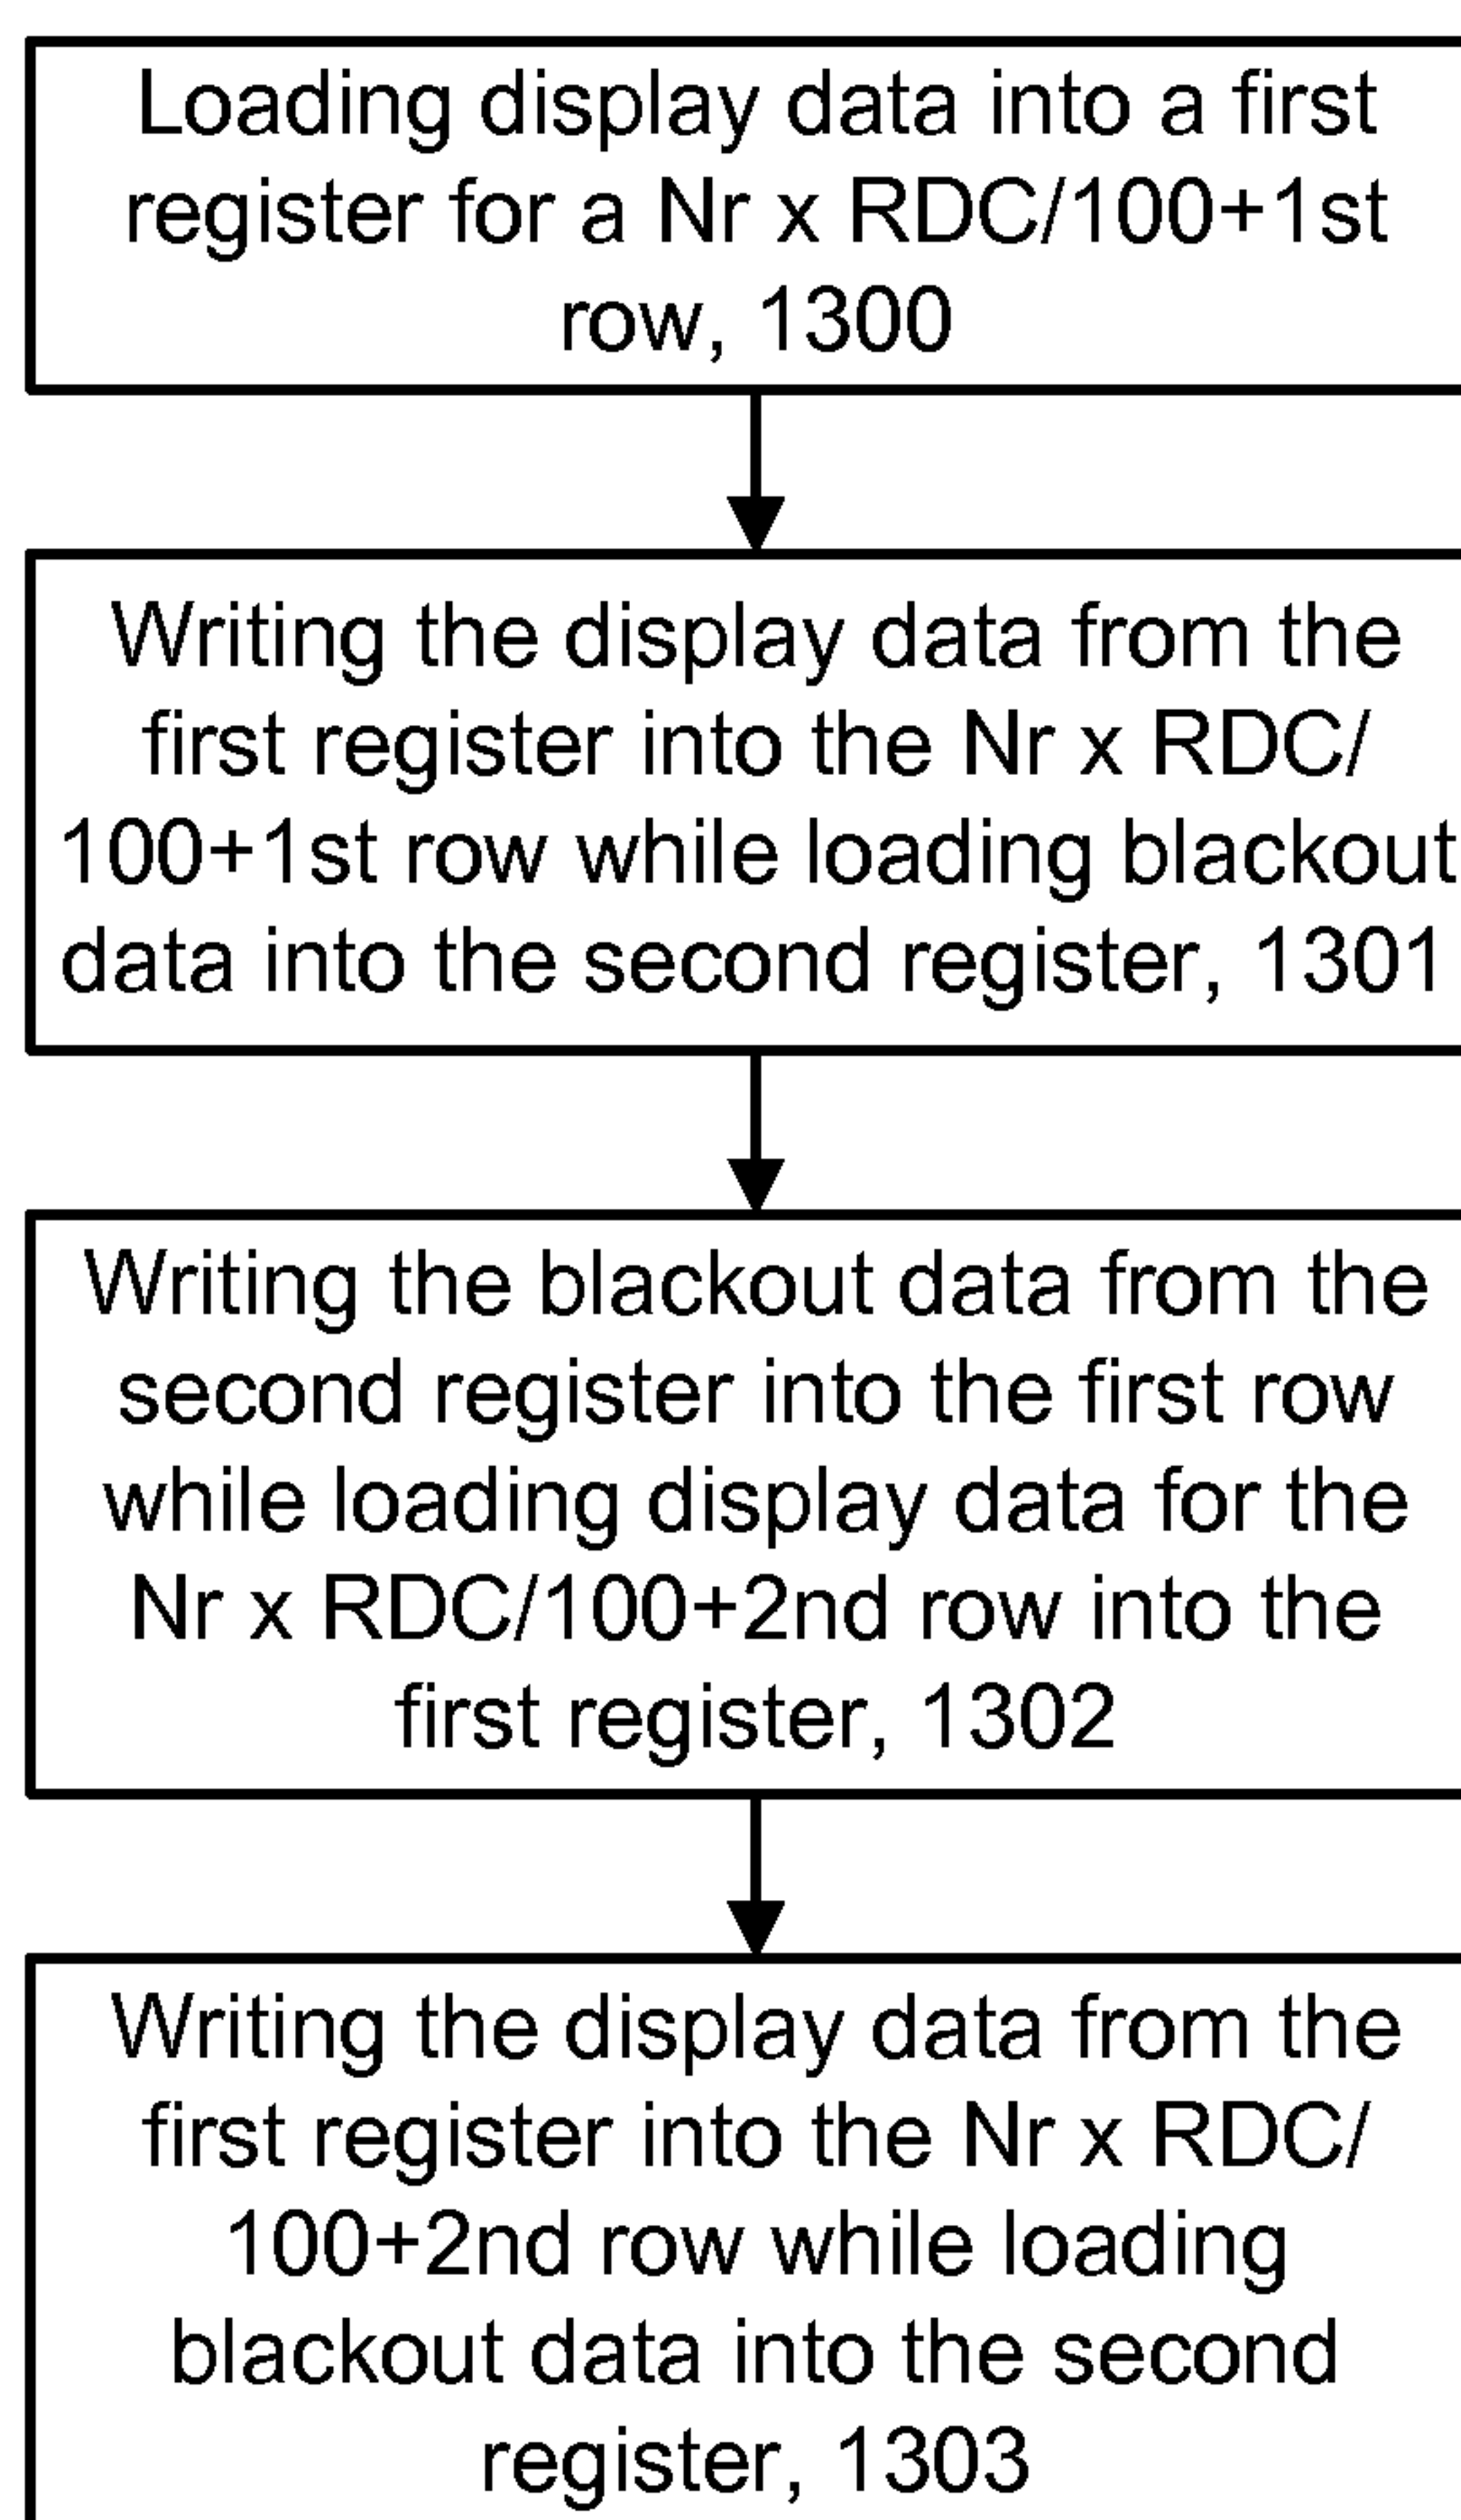 Loading display data into a first
register for a Nr x RDC/100+1st
row, 1300
Writing the display data from the
first register into the Nr x RDC/
100+1st row while loading blackout
data into the second register, 1301
Writing the blackout data from the
second register into the first row
while loading display data for the
Nr x RDC/100+2nd row into the
first register, 1302
Writing the display data from the
first register into the Nr x RDC/
100+2nd row while loading
blackout data into the second
register, 1303